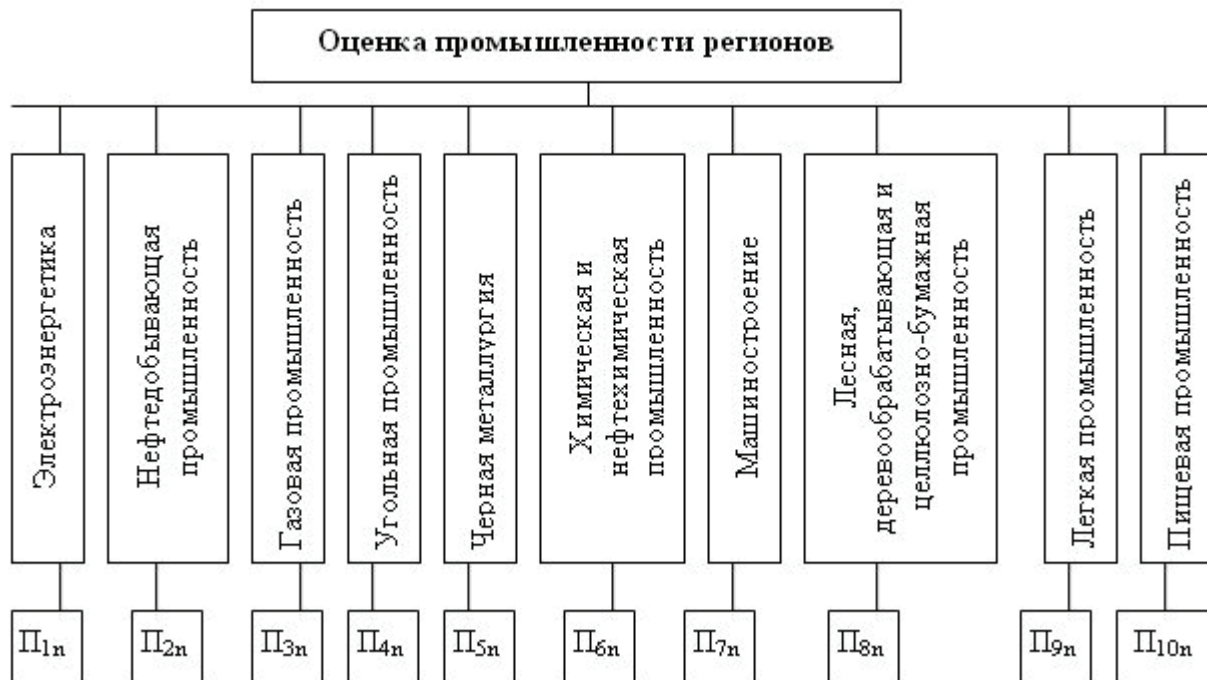 Оценка промышленности регионов
Электроэнергетика
Нефтедобывающая
промышленность
Газовая промышленность
Угольная промышленность
Черная металлургия
Химическая и
нефтехимическая
промышленность
Машиностроение
Лесная,
деревообрабатывающая и
целлюлозно-бумажная
промышленность
Легкая промышленность
Пищевая промышленность
П1n
П2n
П3n
П4n
П5n
П6n
П7n
П8n
П9n
П10n